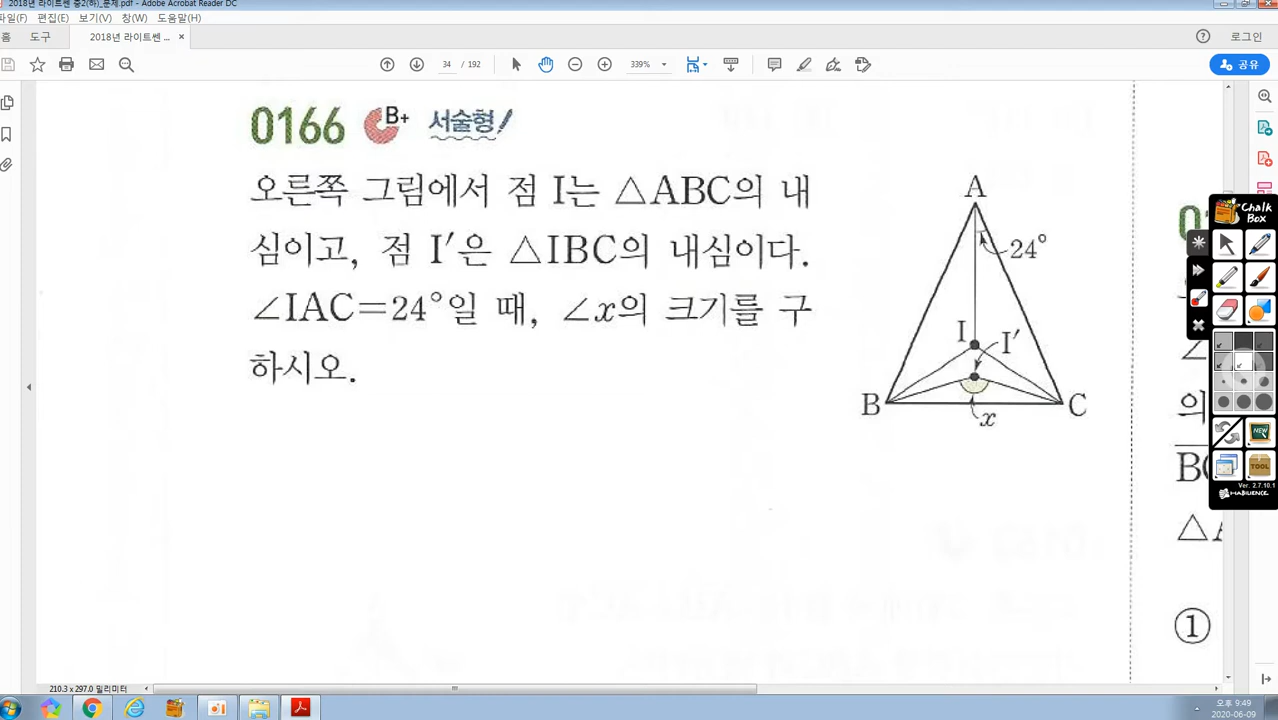 2018년 라이트쎈 중2(하)_문제.pdf - Adobe Acrobat Reader DC
파일(F) 편집(E) 보기(V) 창(W) 도움말(H)
홈 도구 2018년 라이트쎈 ... × 로그인
34 / 192 339% 공유
0166 B+ 서술형!
오른쪽 그림에서 점 I는 △ABC의 내
심이고, 점 I′은 △IBC의 내심이다.
∠IAC=24°일 때, ∠x의 크기를 구
하시오.
A
24°
I I′
B C
x
Chalk
Box
NEW
TOOL
Ver. 2.7.10.1
HABILIENCE
∠
의
BC
△A
①
210.3 x 297.0 밀리미터
오후 9:49
2020-06-09